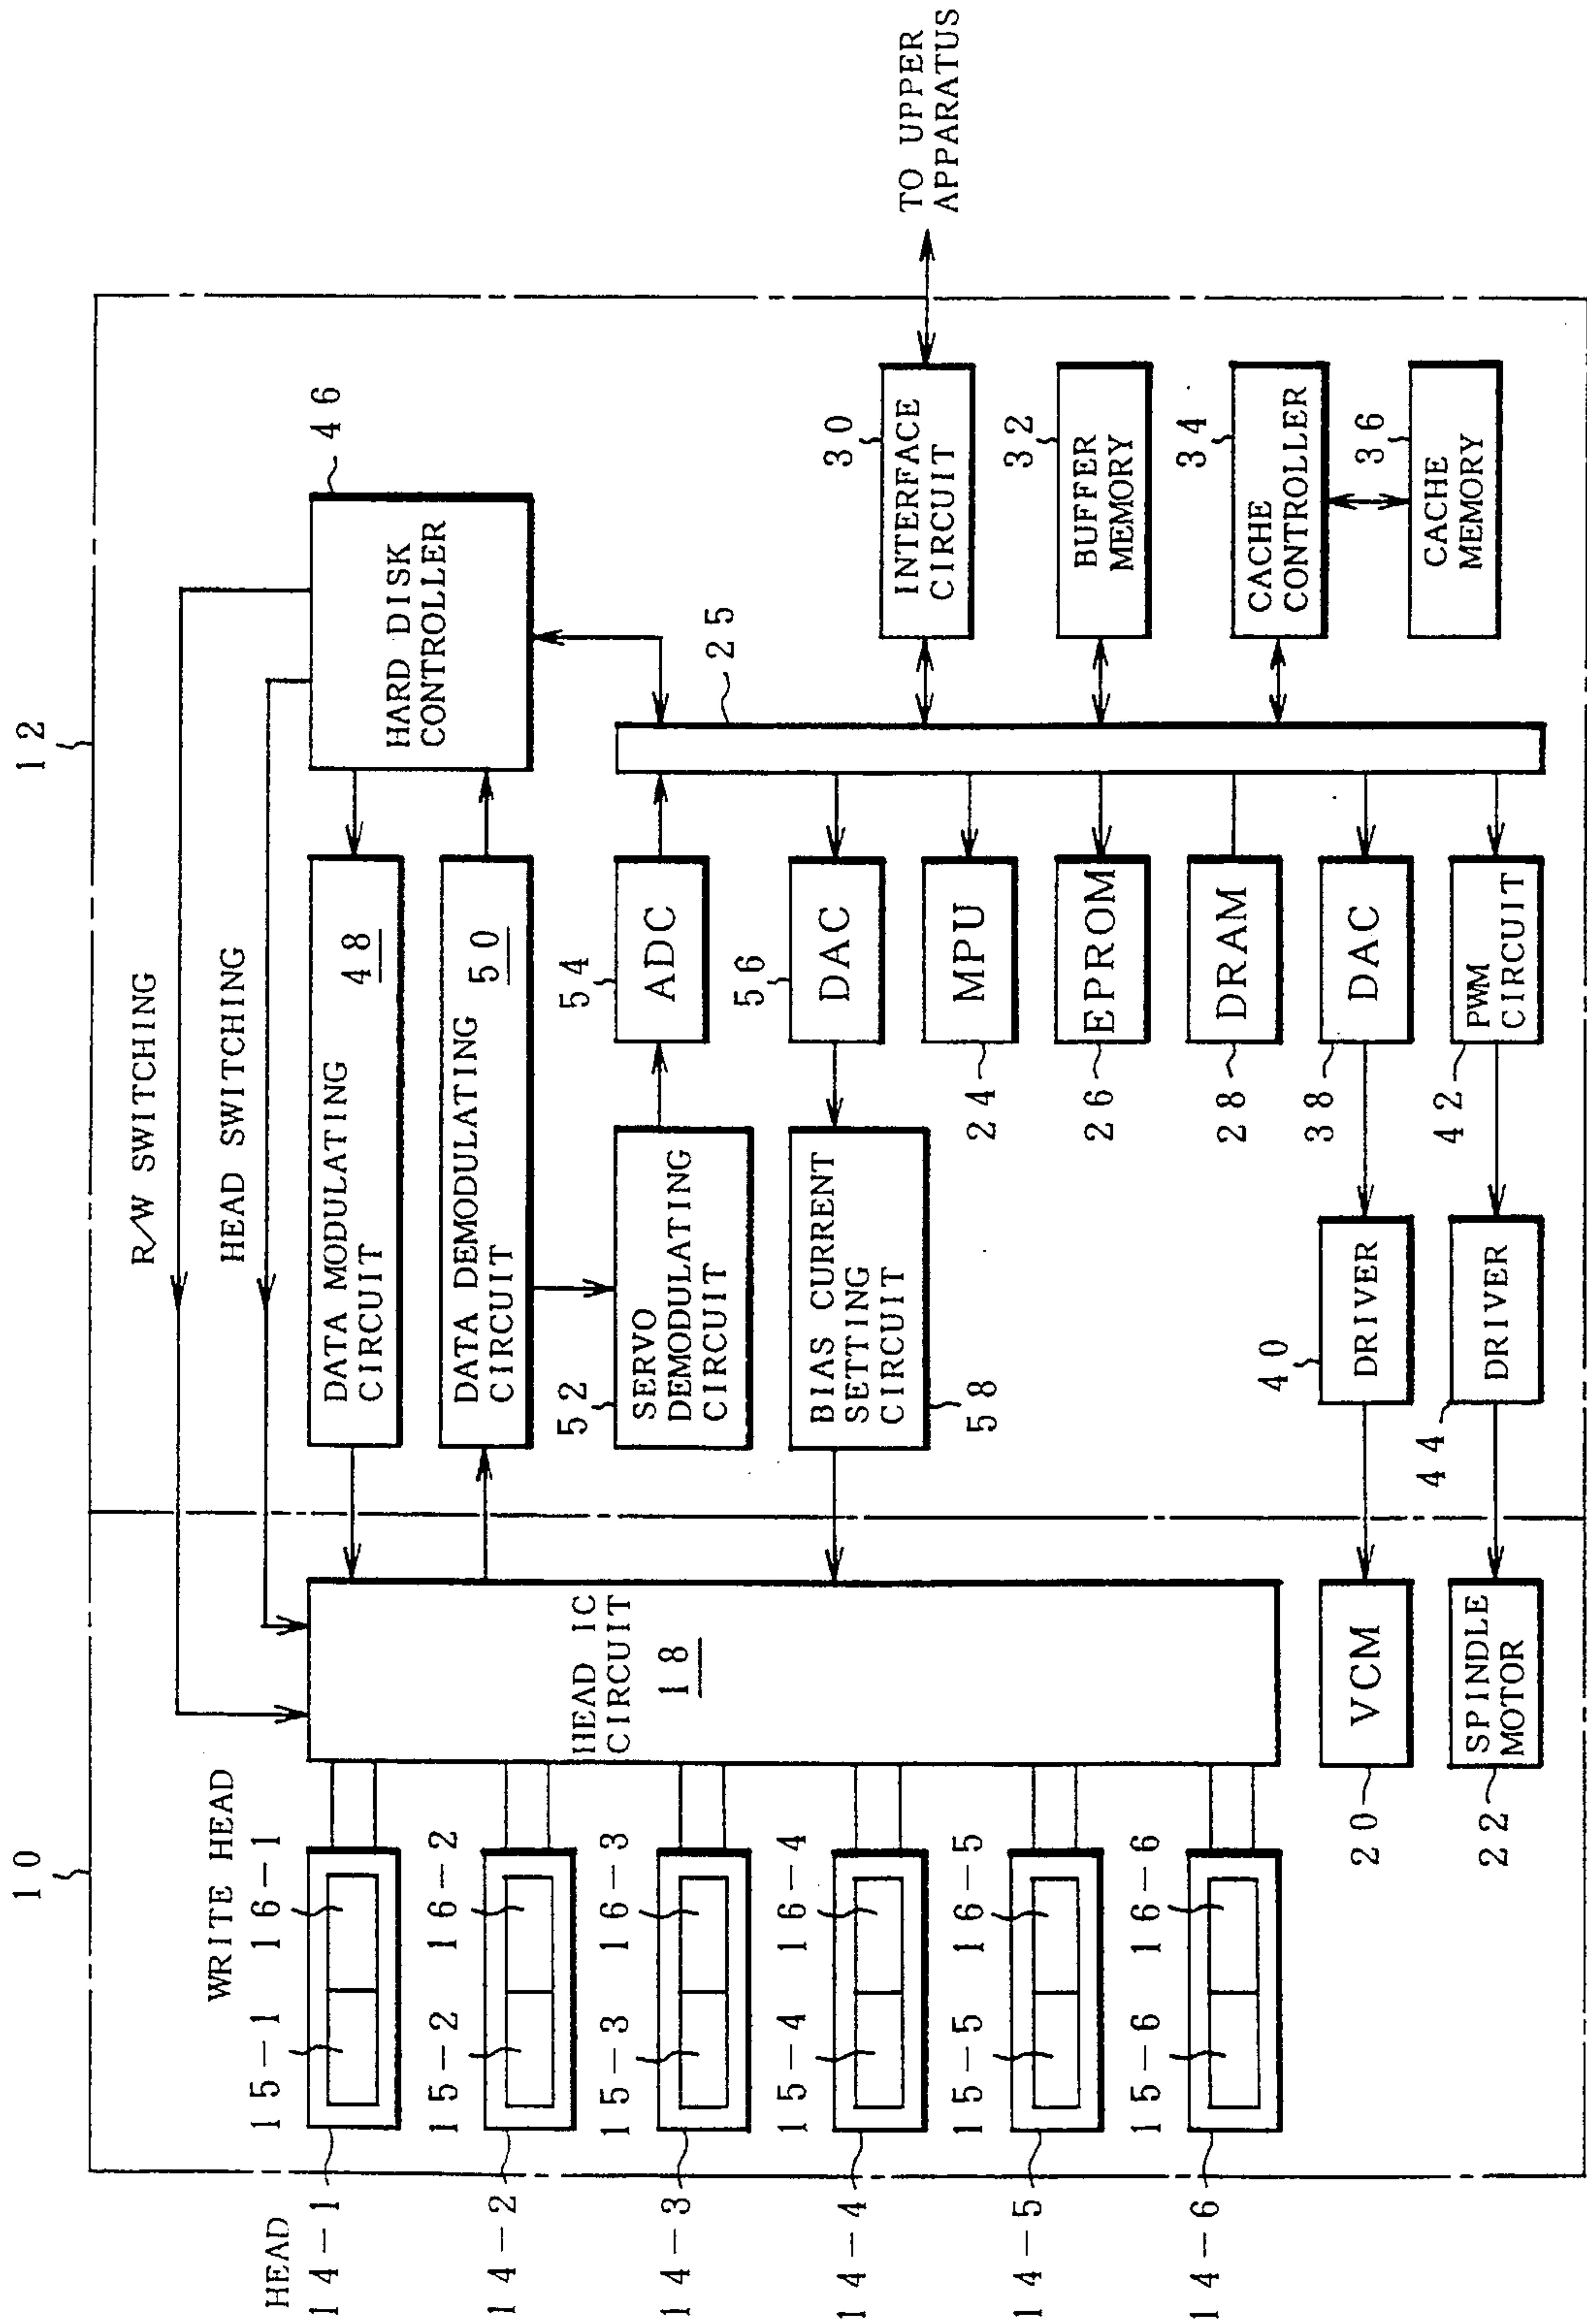 10
12
HEAD
14-1
14-2
14-3
14-4
14-5
14-6
WRITE HEAD
15-1 16-1
15-2 16-2
15-3 16-3
15-4 16-4
15-5 16-5
15-6 16-6
HEAD IC
CIRCUIT
18
VCM
20
SPINDLE
MOTOR
22
R/W SWITCHING
HEAD SWITCHING
DATA MODULATING
CIRCUIT
48
DATA DEMODULATING
CIRCUIT
50
SERVO
DEMODULATING
CIRCUIT
52
BIAS CURRENT
SETTING
CIRCUIT
58
DRIVER
40
DRIVER
44
ADC
54
DAC
56
MPU
24
EPROM
26
DRAM
28
DAC
38
PWM
CIRCUIT
42
HARD DISK
CONTROLLER
46
25
INTERFACE
CIRCUIT
30
BUFFER
MEMORY
32
CACHE
CONTROLLER
34
CACHE
MEMORY
36
TO UPPER
APPARATUS